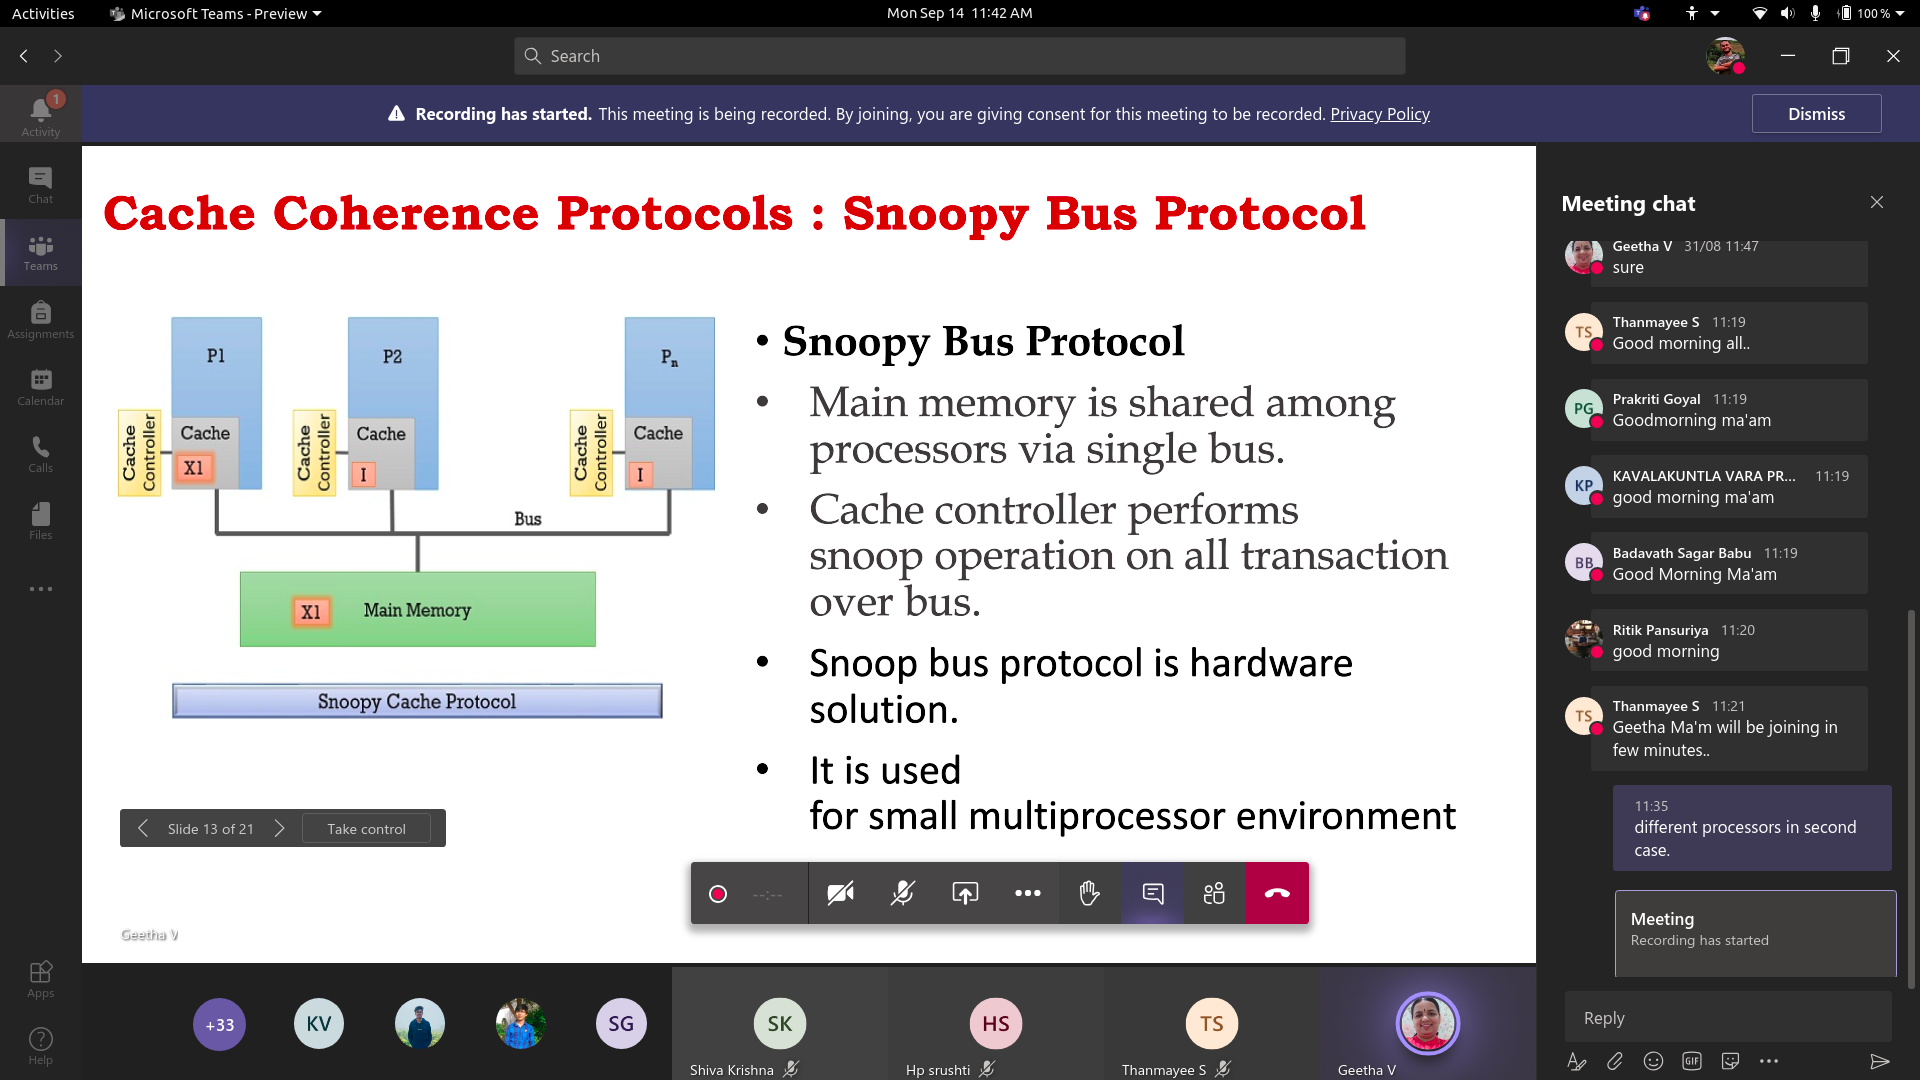 Activities
Microsoft Teams - Preview
Mon Sep 14 11:42 AM
100 %
Search
1
Activity
Chat
Teams
Assignments
Calendar
Calls
Files
Apps
Help
Recording has started. This meeting is being recorded. By joining, you are giving consent for this meeting to be recorded. Privacy Policy
Dismiss
Cache Coherence Protocols : Snoopy Bus Protocol
P1
P2
Pn
Cache Controller
Cache
X1
Cache Controller
Cache
I
Cache Controller
Cache
I
Bus
X1
Main Memory
Snoopy Cache Protocol
• Snoopy Bus Protocol
• Main memory is shared among
processors via single bus.
• Cache controller performs
snoop operation on all transaction
over bus.
• Snoop bus protocol is hardware
solution.
• It is used
for small multiprocessor environment
Slide 13 of 21
Take control
--:--
Geetha V
+33
KV
SG
SK
Shiva Krishna
HS
Hp srushti
TS
Thanmayee S
Geetha V
Meeting chat
Geetha V 31/08 11:47
sure
TS
Thanmayee S 11:19
Good morning all..
PG
Prakriti Goyal 11:19
Goodmorning ma'am
KP
KAVALAKUNTLA VARA PR... 11:19
good morning ma'am
BB
Badavath Sagar Babu 11:19
Good Morning Ma'am
Ritik Pansuriya 11:20
good morning
TS
Thanmayee S 11:21
Geetha Ma'm will be joining in
few minutes..
11:35
different processors in second
case.
Meeting
Recording has started
Reply
GIF